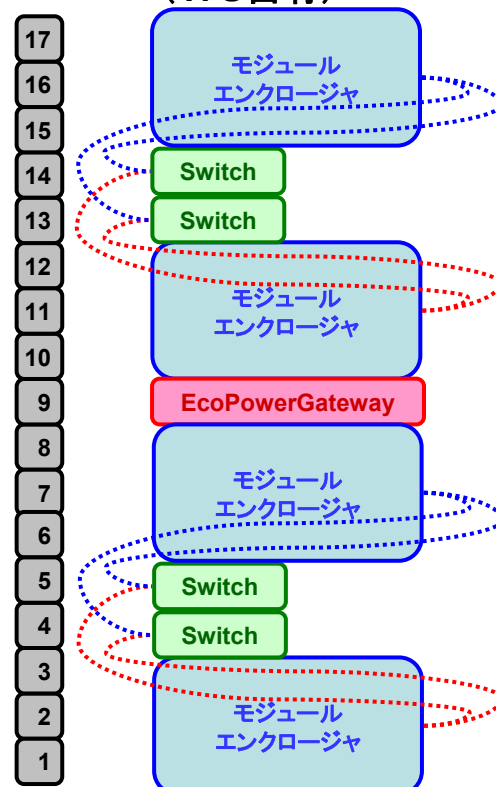 17
モジュール
エンクロージャ
16
15
14
Switch
13
Switch
12
モジュール
エンクロージャ
11
10
9
EcoPowerGateway
8
モジュール
エンクロージャ
7
6
5
Switch
4
Switch
3
モジュール
エンクロージャ
2
1